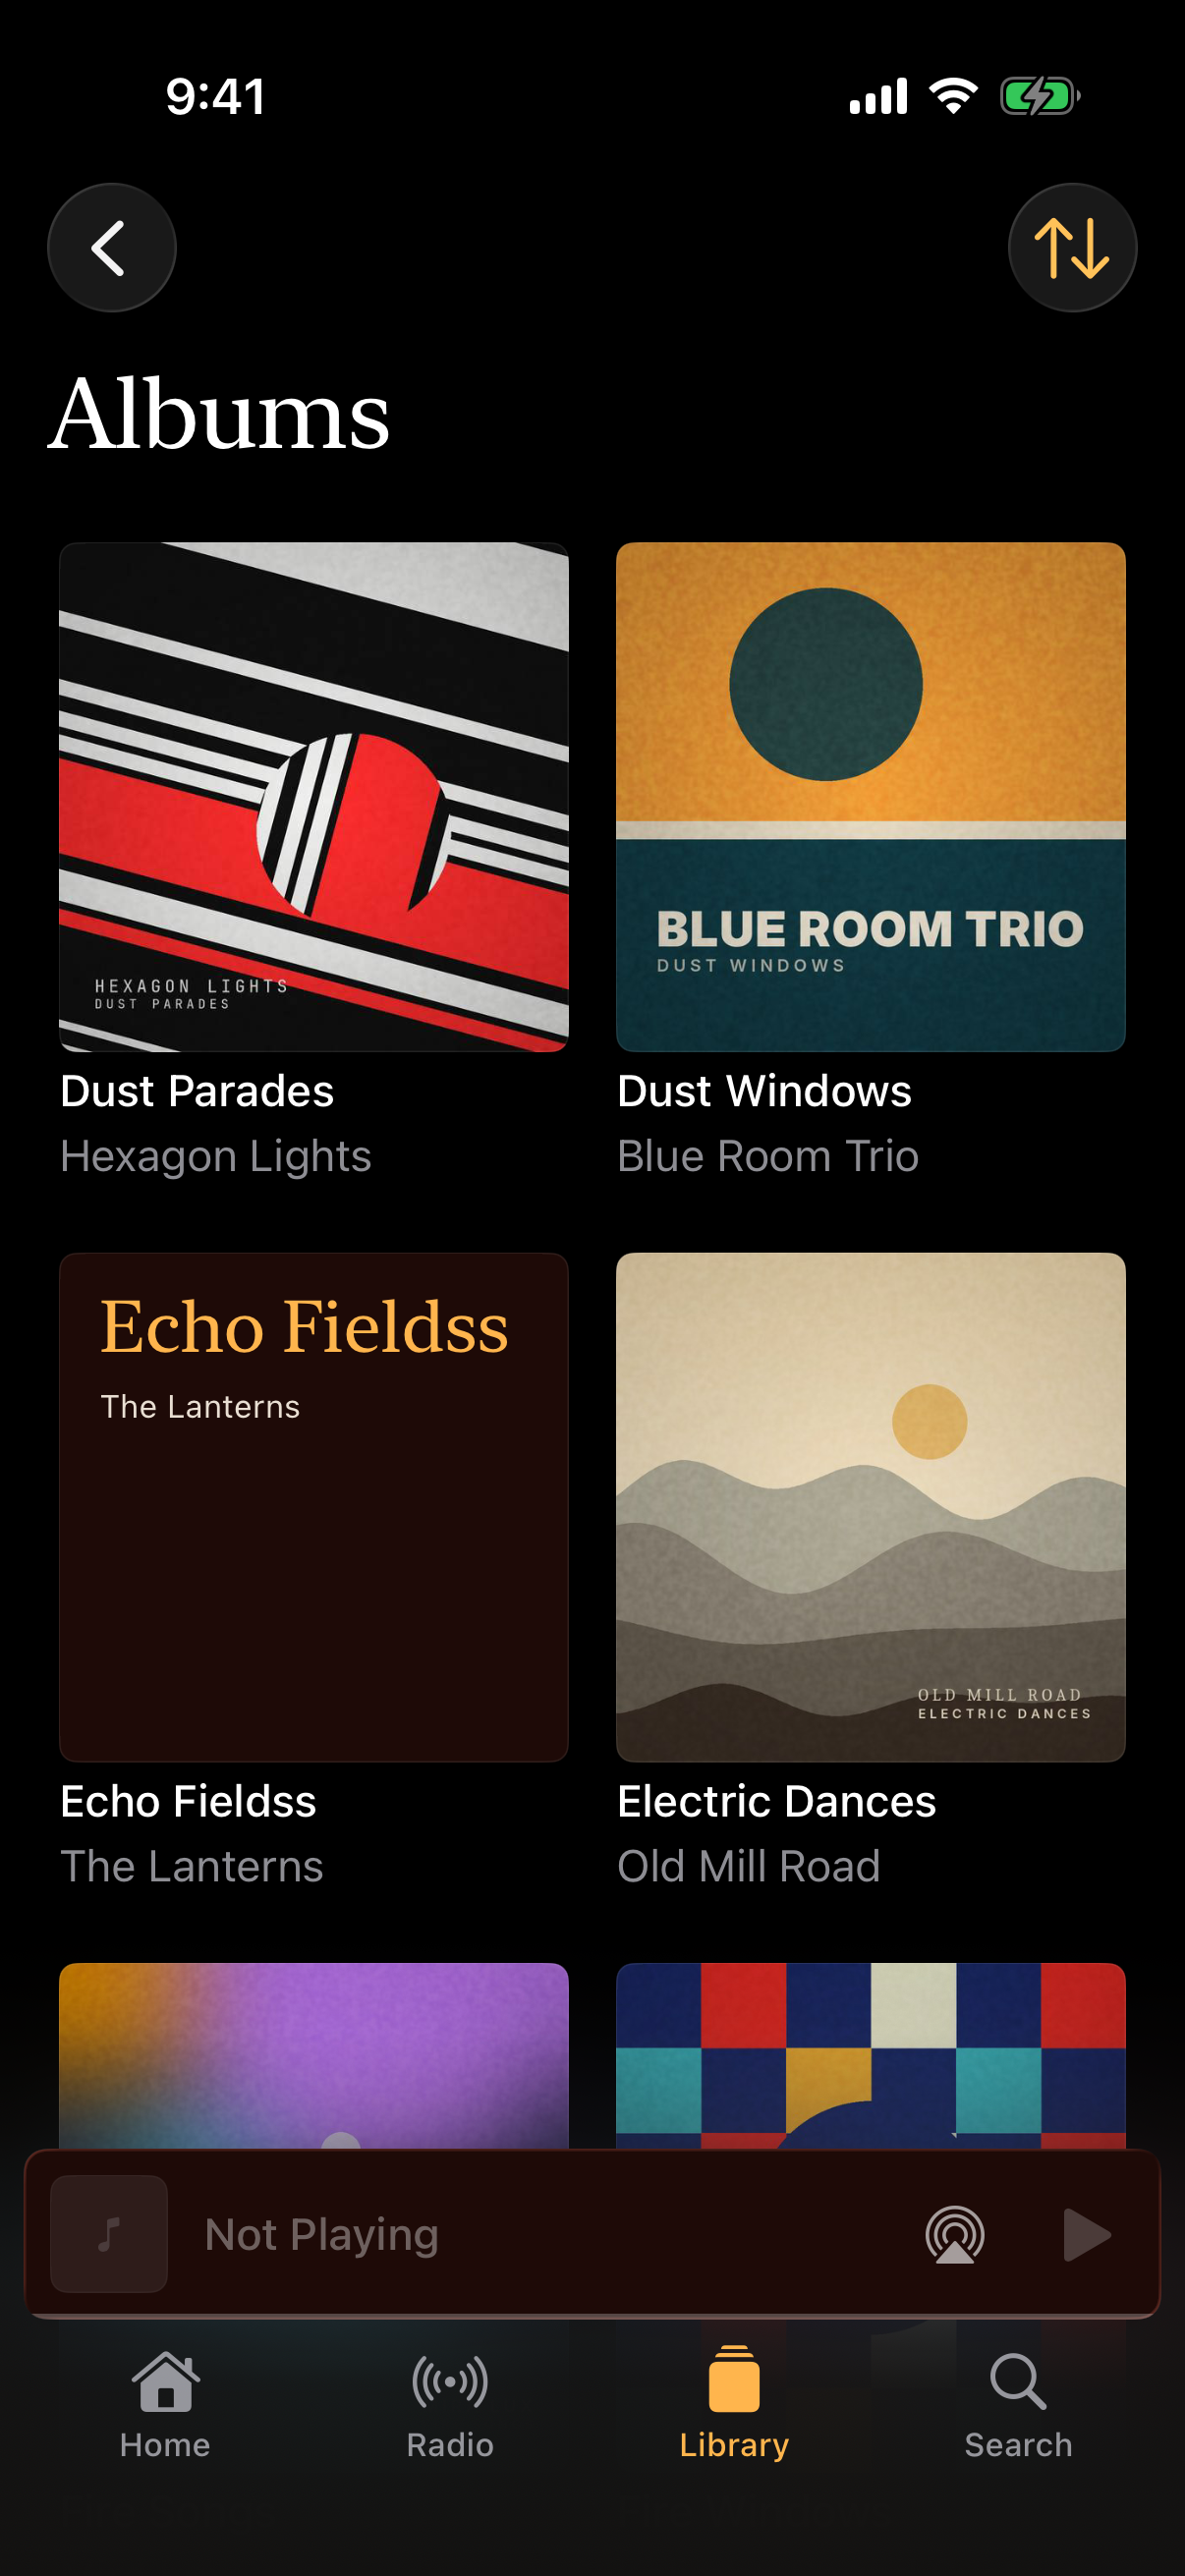 9:41
Albums
HEXAGON LIGHTS
DUST PARADES
BLUE ROOM TRIO
DUST WINDOWS
Dust Parades
Dust Windows
Hexagon Lights
Blue Room Trio
Echo Fieldss
The Lanterns
OLD MILL ROAD
ELECTRIC DANCES
Echo Fieldss
Electric Dances
The Lanterns
Old Mill Road
Not Playing
Home
Radio
Library
Search